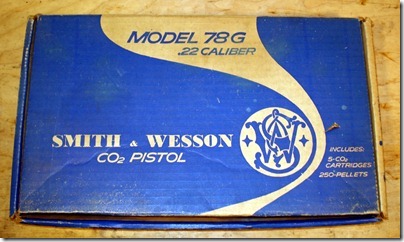 MODEL 78G
.22 CALIBER
SMITH & WESSON
CO2 PISTOL
INCLUDES:
5-CO2
CARTRIDGES
250-PELLETS